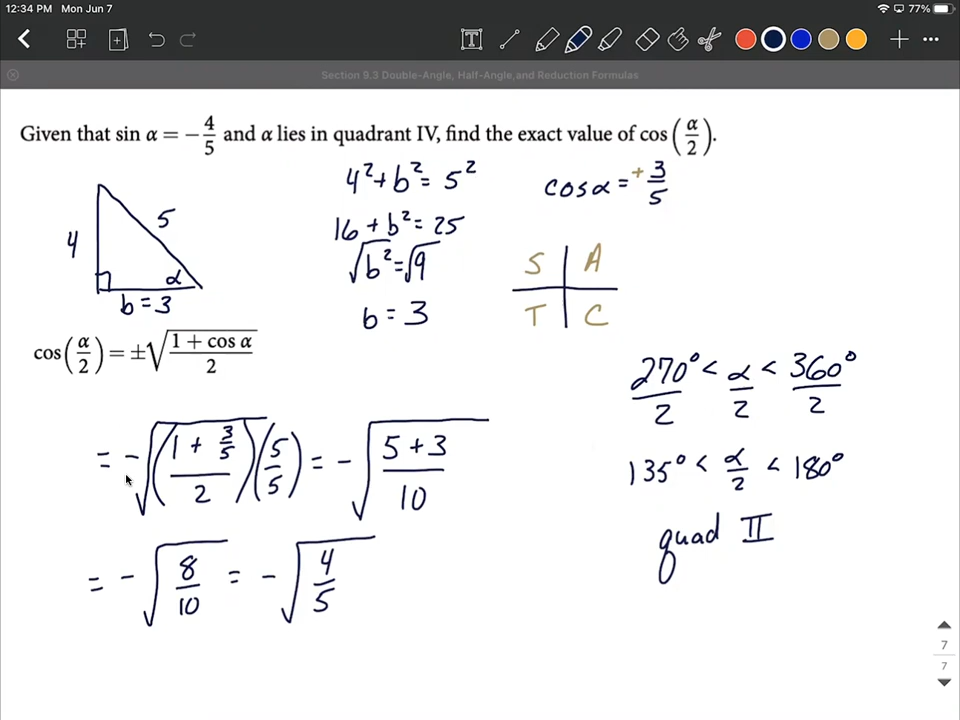 12:34 PM Mon Jun 7
77%
Section 9.3 Double-Angle, Half-Angle,and Reduction Formulas
Given that sin α = −4/5 and α lies in quadrant IV, find the exact value of cos(α/2).
4
5
α
b = 3
4² + b² = 5²
16 + b² = 25
√b² = √9
b = 3
cosα = +3/5
S A
T C
cos(α/2) = ±√((1 + cos α)/2)
= −√(((1 + 3/5)/2)(5/5)) = −√((5+3)/10)
= −√(8/10) = −√(4/5)
270°/2 < α/2 < 360°/2
135° < α/2 < 180°
quad II
7
7